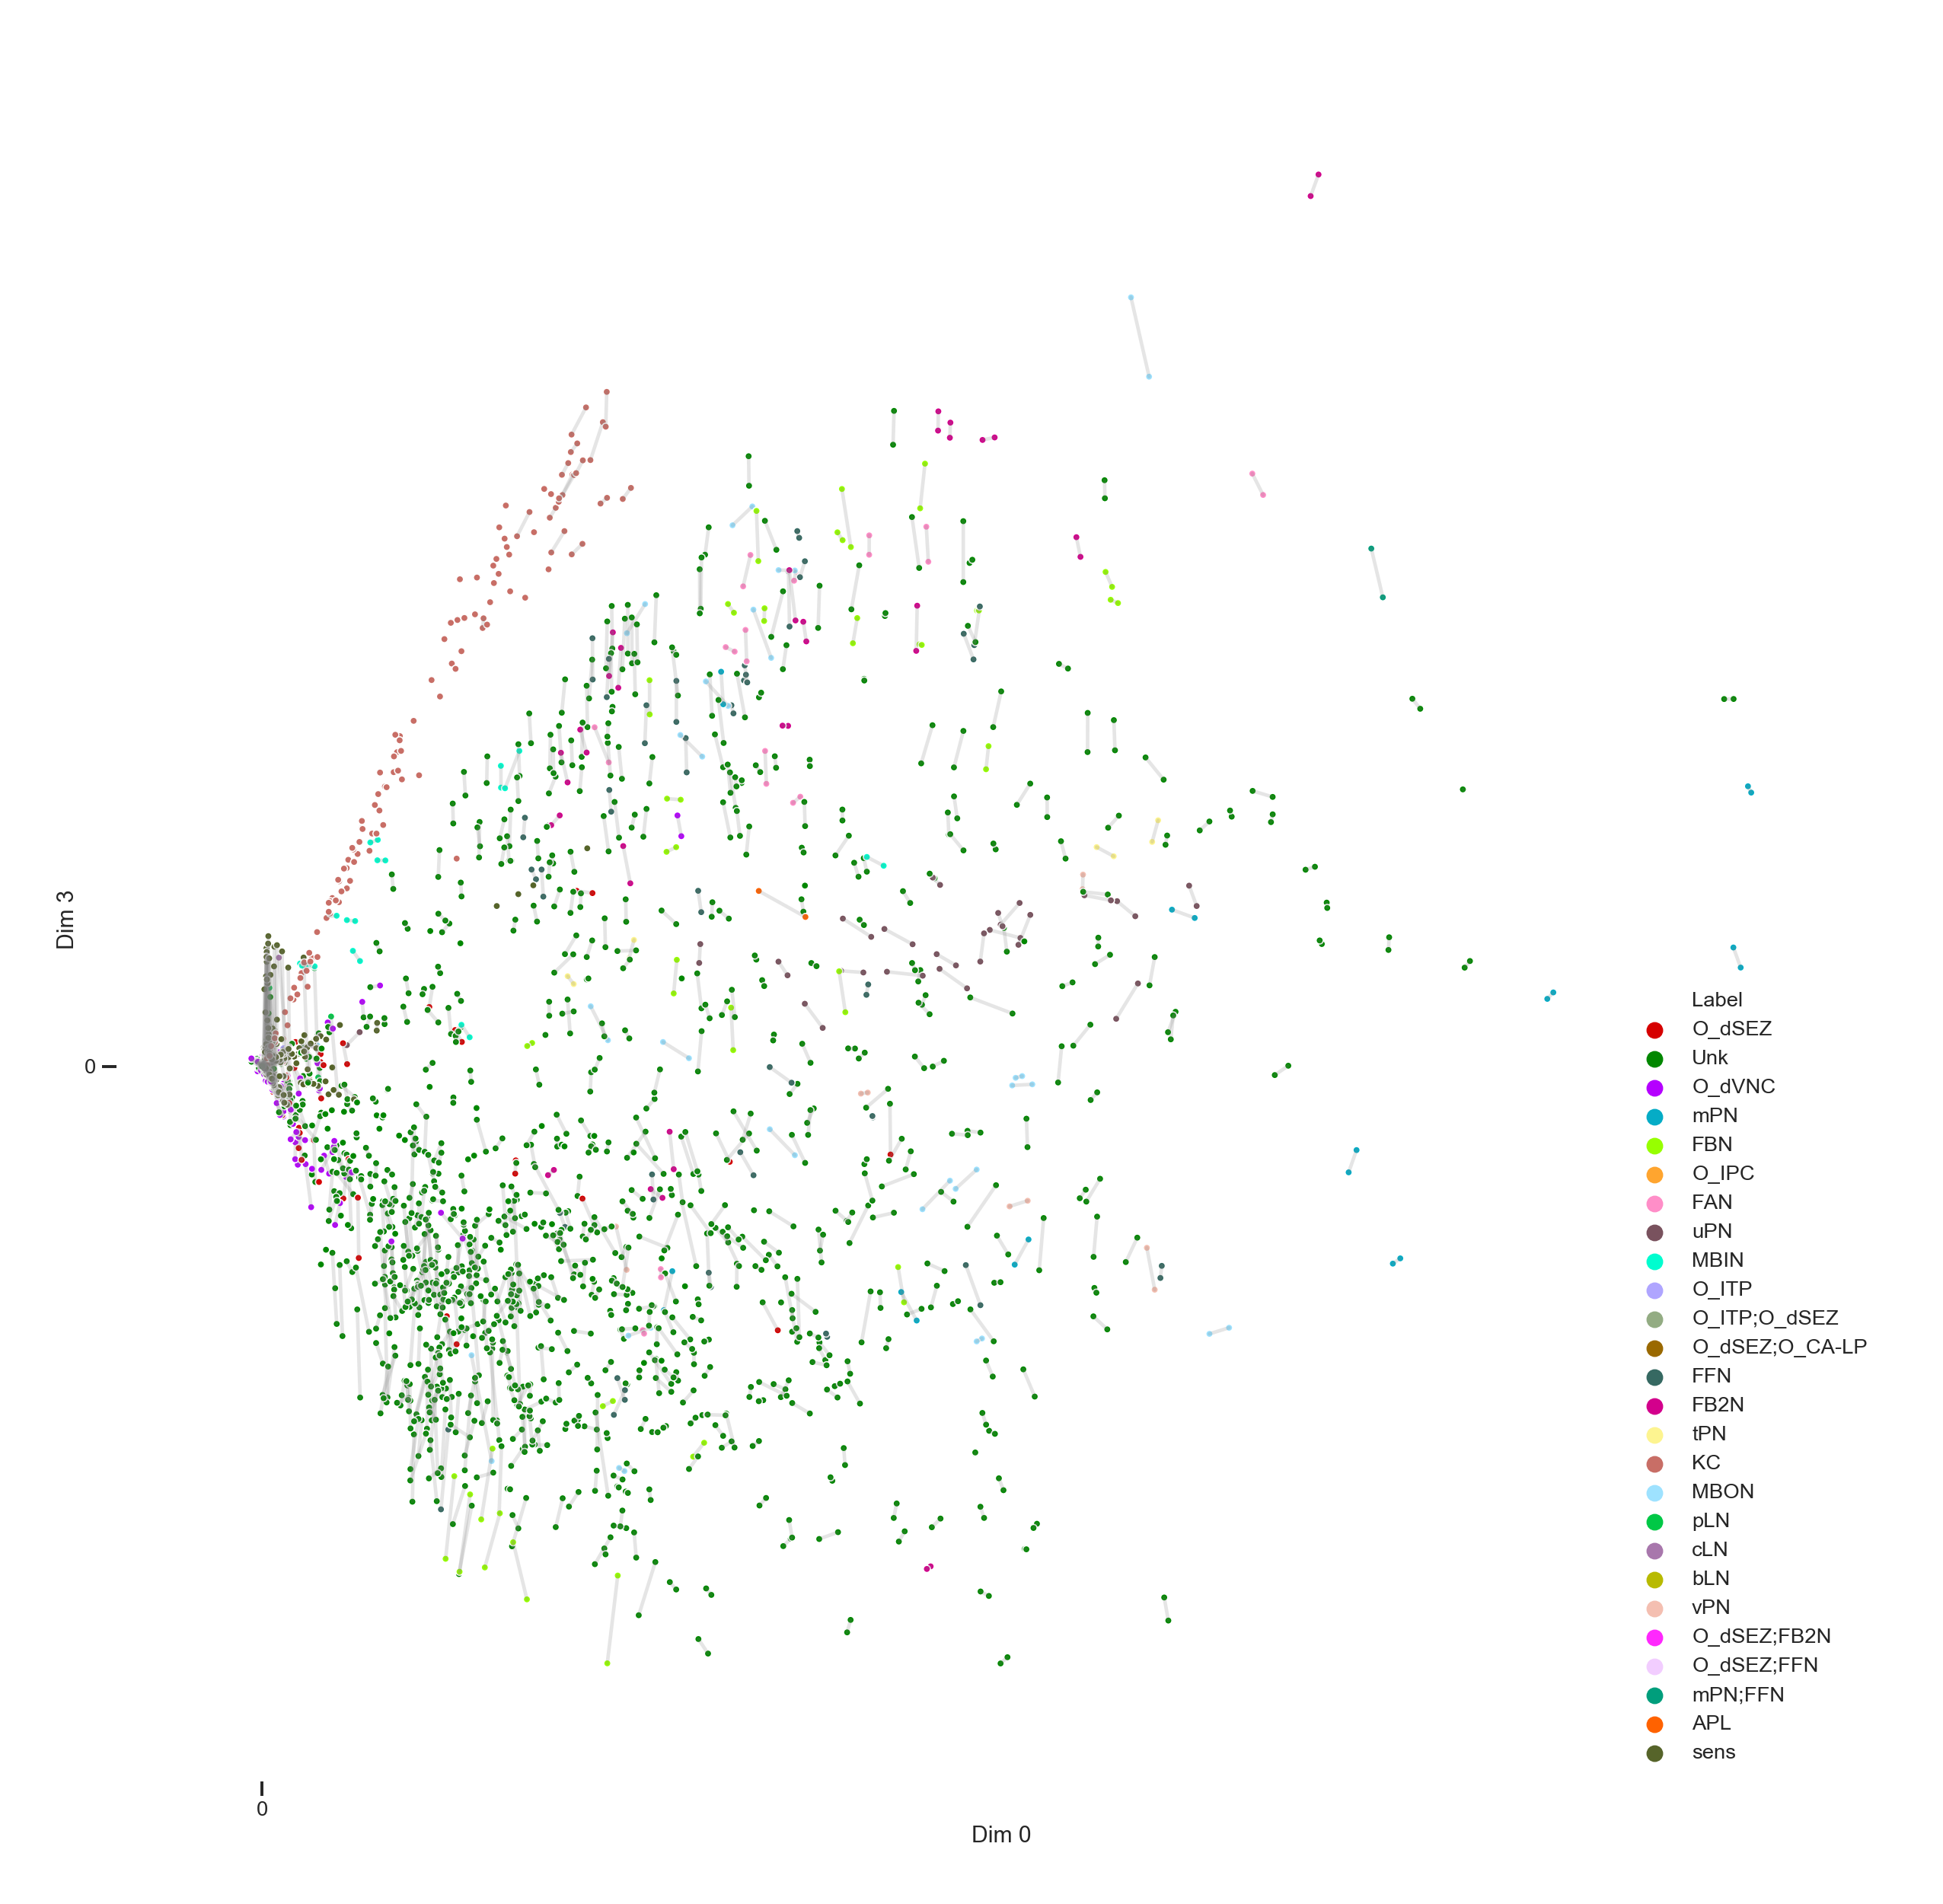 Dim 3
0
0
Dim 0
Label
O_dSEZ
Unk
O_dVNC
mPN
FBN
O_IPC
FAN
uPN
MBIN
O_ITP
O_ITP;O_dSEZ
O_dSEZ;O_CA-LP
FFN
FB2N
tPN
KC
MBON
pLN
cLN
bLN
vPN
O_dSEZ;FB2N
O_dSEZ;FFN
mPN;FFN
APL
sens